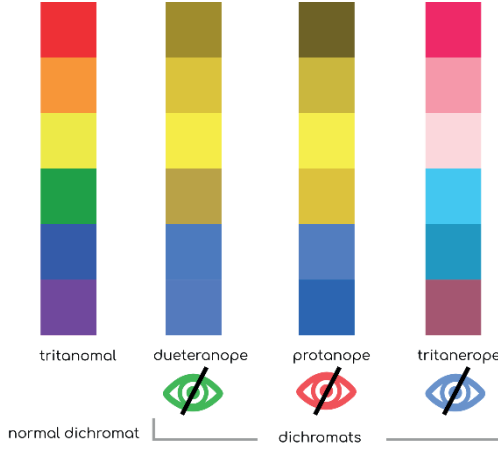 tritanomal
dueteranope
protanope
tritanerope
normal dichromat
dichromats